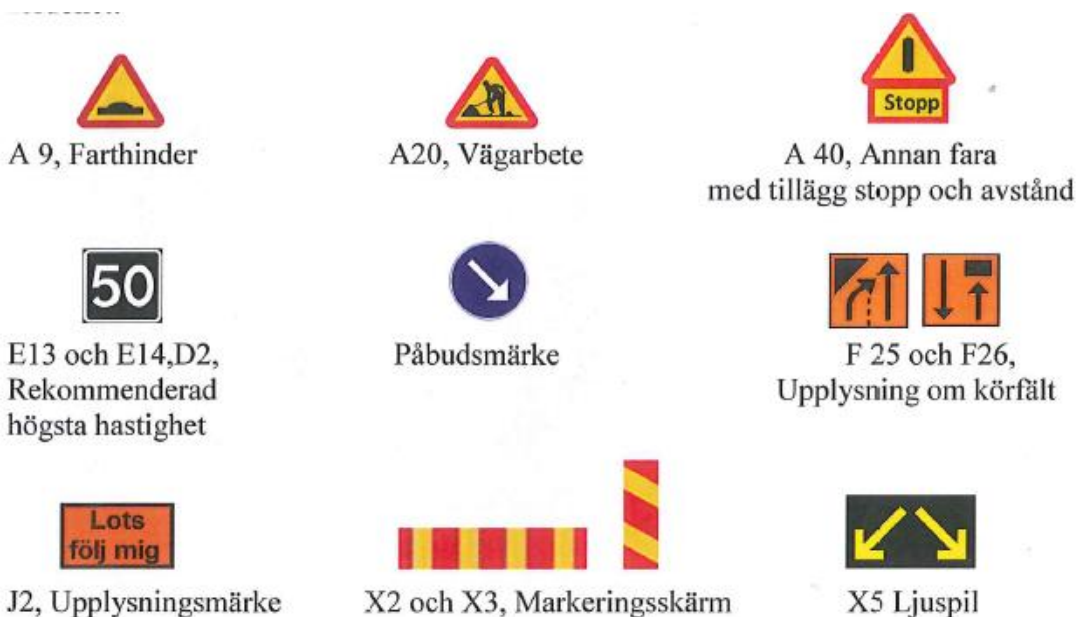 A 9, Farthinder
A20, Vägarbete
Stopp
A 40, Annan fara
med tillägg stopp och avstånd
50
E13 och E14,D2,
Rekommenderad
högsta hastighet
Påbudsmärke
F 25 och F26,
Upplysning om körfält
Lots
följ mig
J2, Upplysningsmärke
X2 och X3, Markeringsskärm
X5 Ljuspil